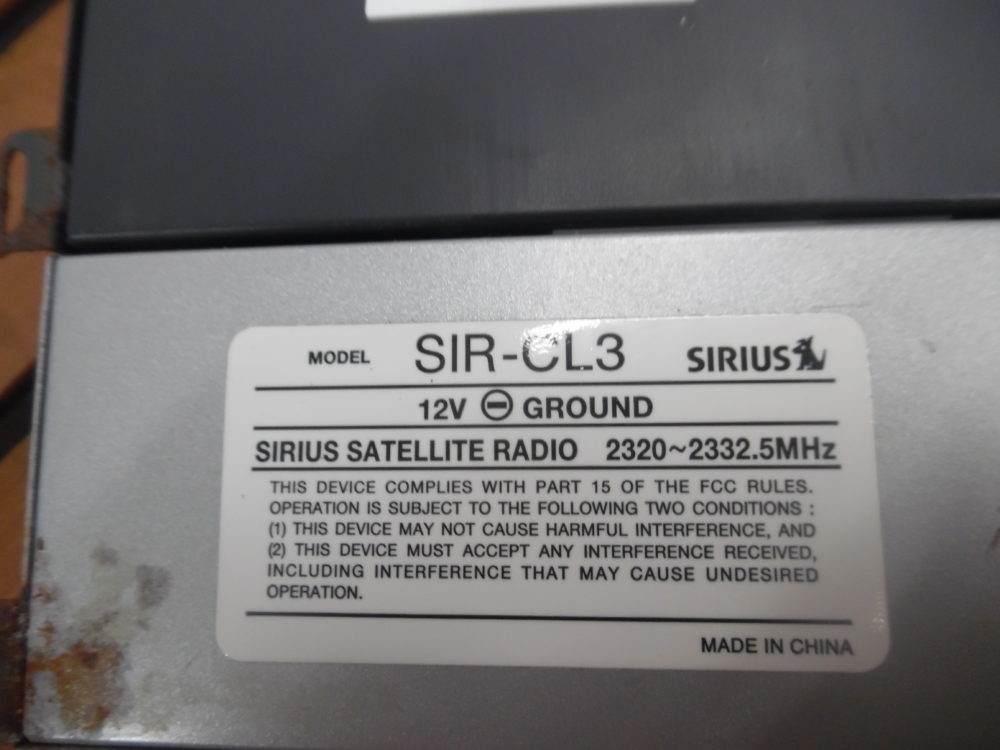 MODEL SIR-CL3 SIRIUS
12V ⊖ GROUND
SIRIUS SATELLITE RADIO 2320~2332.5MHz
THIS DEVICE COMPLIES WITH PART 15 OF THE FCC RULES.
OPERATION IS SUBJECT TO THE FOLLOWING TWO CONDITIONS :
(1) THIS DEVICE MAY NOT CAUSE HARMFUL INTERFERENCE, AND
(2) THIS DEVICE MUST ACCEPT ANY INTERFERENCE RECEIVED,
INCLUDING INTERFERENCE THAT MAY CAUSE UNDESIRED
OPERATION.
MADE IN CHINA